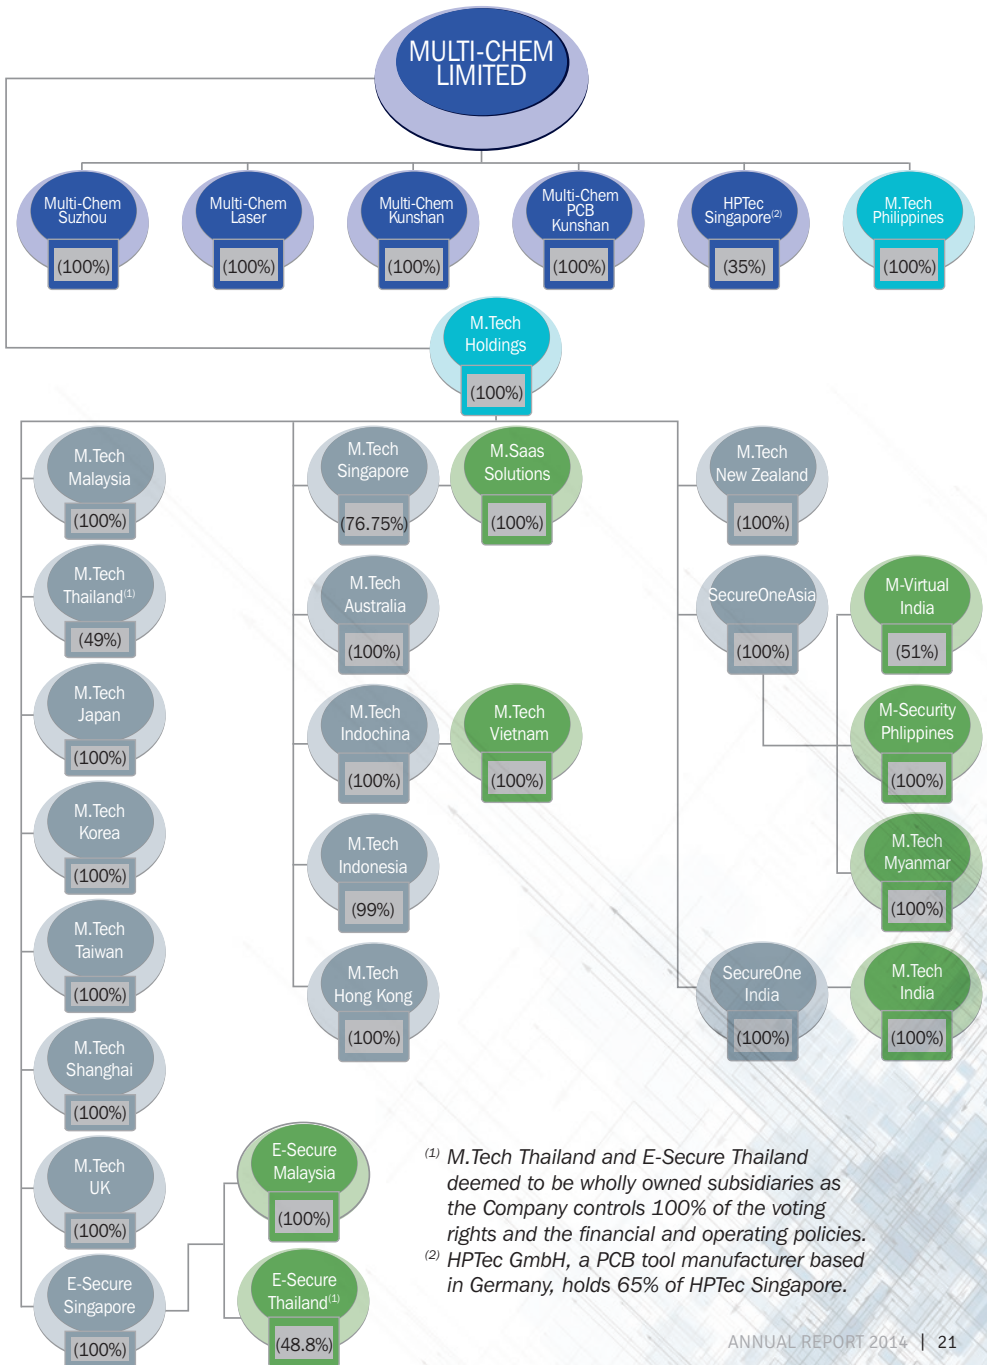 MULTI-CHEM
LIMITED
Multi-Chem
Suzhou
(100%)
Multi-Chem
Laser
(100%)
Multi-Chem
Kunshan
(100%)
Multi-Chem
PCB
Kunshan
(100%)
HPTec
Singapore(2)
(35%)
M.Tech
Philippines
(100%)
M.Tech
Holdings
(100%)
M.Tech
Malaysia
(100%)
M.Tech
Thailand(1)
(49%)
M.Tech
Japan
(100%)
M.Tech
Korea
(100%)
M.Tech
Taiwan
(100%)
M.Tech
Shanghai
(100%)
M.Tech
UK
(100%)
E-Secure
Singapore
(100%)
E-Secure
Malaysia
(100%)
E-Secure
Thailand(1)
(48.8%)
M.Tech
Singapore
(76.75%)
M.Saas
Solutions
(100%)
M.Tech
Australia
(100%)
M.Tech
Indochina
(100%)
M.Tech
Vietnam
(100%)
M.Tech
Indonesia
(99%)
M.Tech
Hong Kong
(100%)
M.Tech
New Zealand
(100%)
SecureOneAsia
(100%)
M-Virtual
India
(51%)
M-Security
Phlippines
(100%)
M.Tech
Myanmar
(100%)
SecureOne
India
(100%)
M.Tech
India
(100%)
(1) M.Tech Thailand and E-Secure Thailand
deemed to be wholly owned subsidiaries as
the Company controls 100% of the voting
rights and the financial and operating policies.
(2) HPTec GmbH, a PCB tool manufacturer based
in Germany, holds 65% of HPTec Singapore.
ANNUAL REPORT 2014 | 21